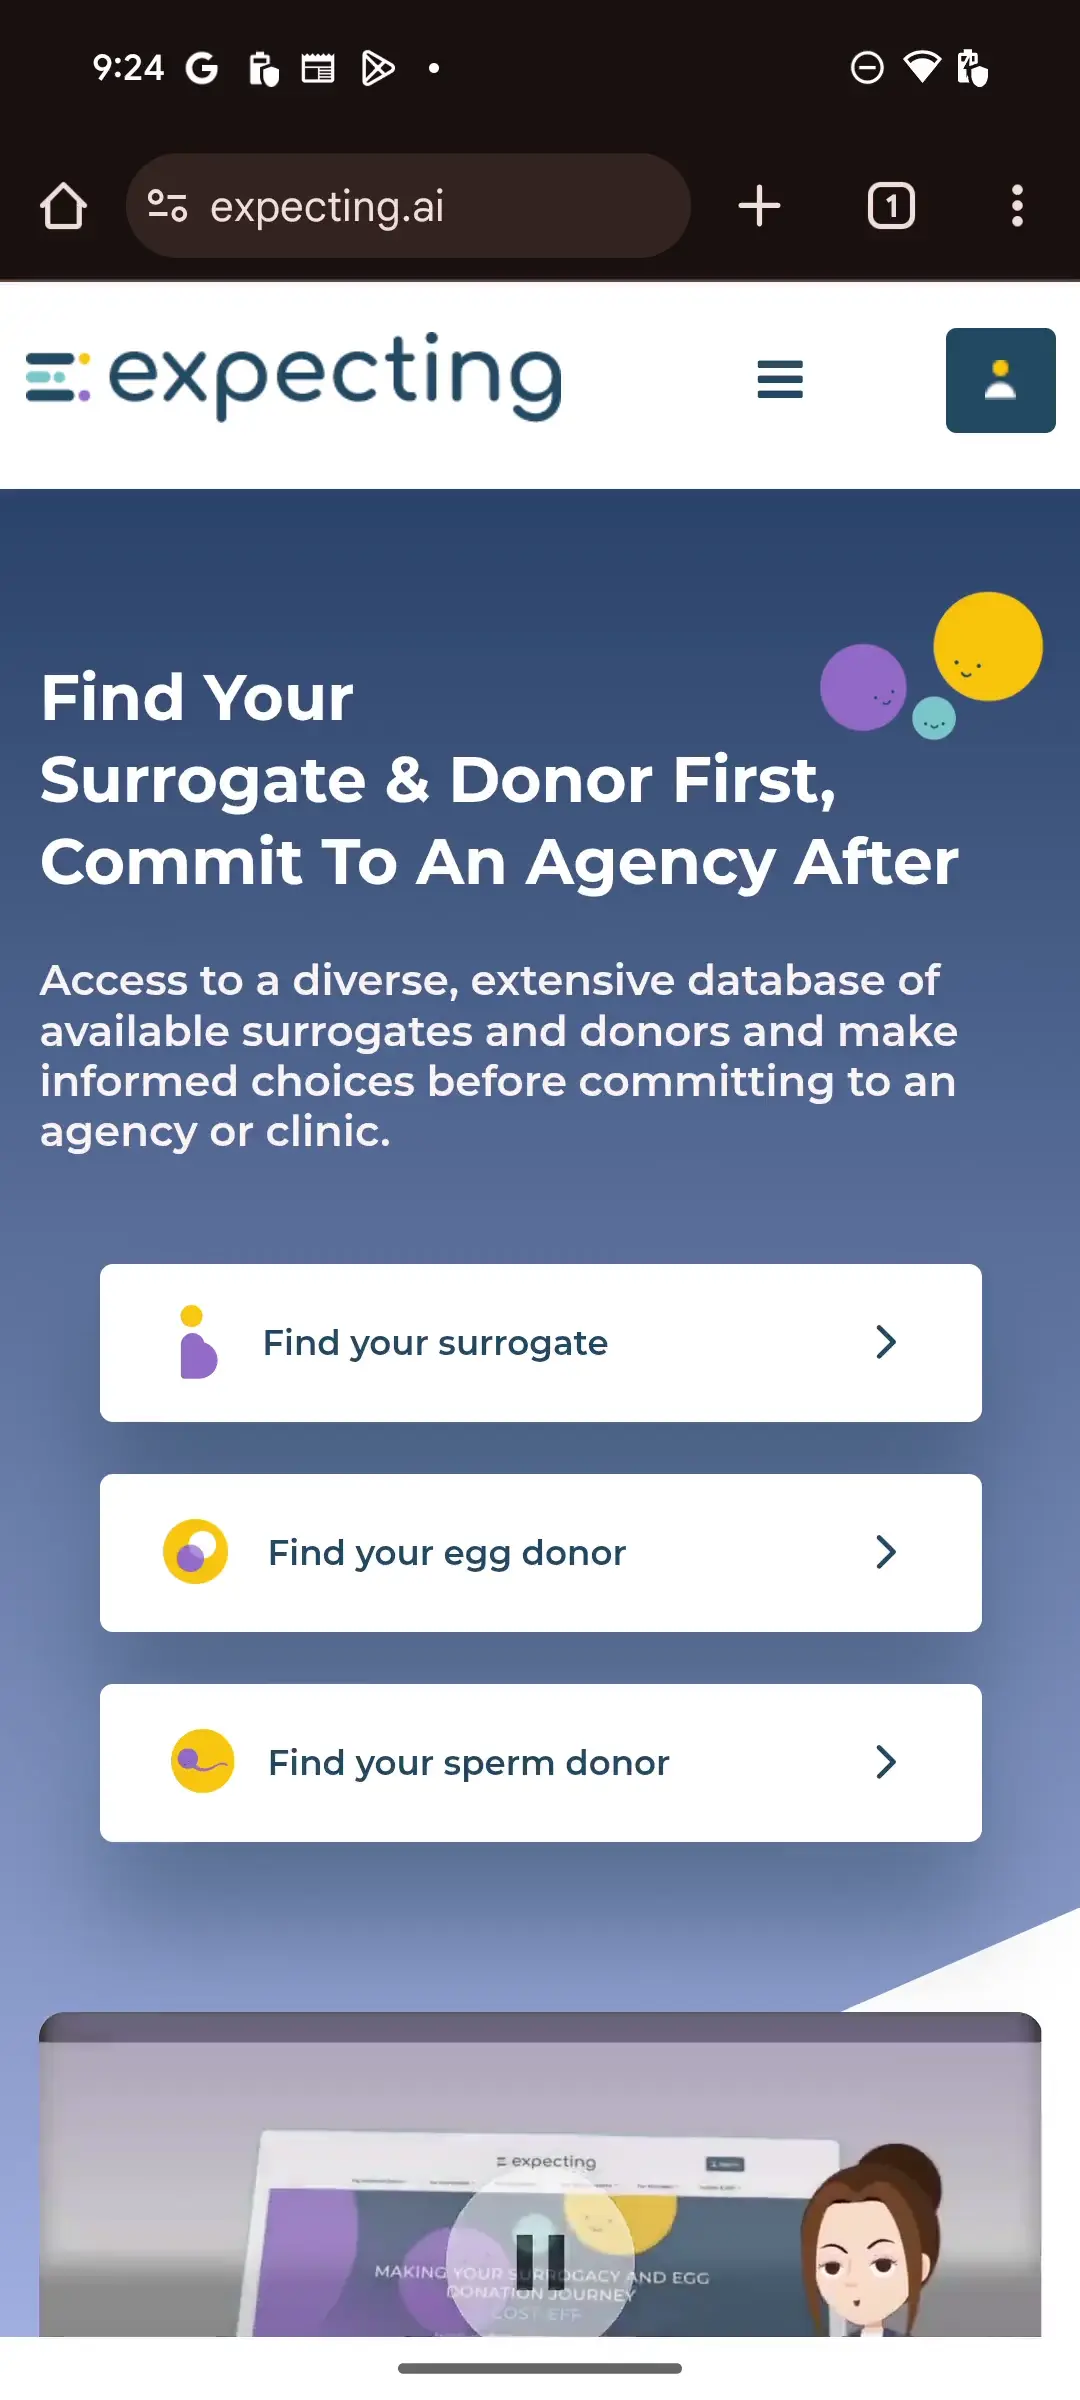 9:24
expecting.ai
1
expecting
Find Your
Surrogate & Donor First,
Commit To An Agency After
Access to a diverse, extensive database of
available surrogates and donors and make
informed choices before committing to an
agency or clinic.
Find your surrogate
Find your egg donor
Find your sperm donor
expecting
MAKING YOUR SURROGACY AND EGG
DONATION JOURNEY
COST EFF